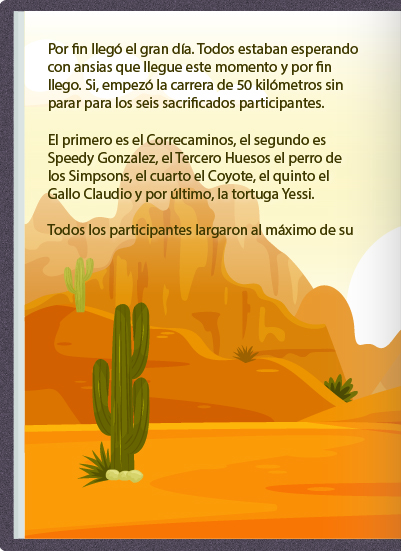 Por fin llegó el gran día. Todos estaban esperando
con ansias que llegue este momento y por fin
llego. Si, empezó la carrera de 50 kilómetros sin
parar para los seis sacrificados participantes.
El primero es el Correcaminos, el segundo es
Speedy Gonzalez, el Tercero Huesos el perro de
los Simpsons, el cuarto el Coyote, el quinto el
Gallo Claudio y por último, la tortuga Yessi.
Todos los participantes largaron al máximo de su